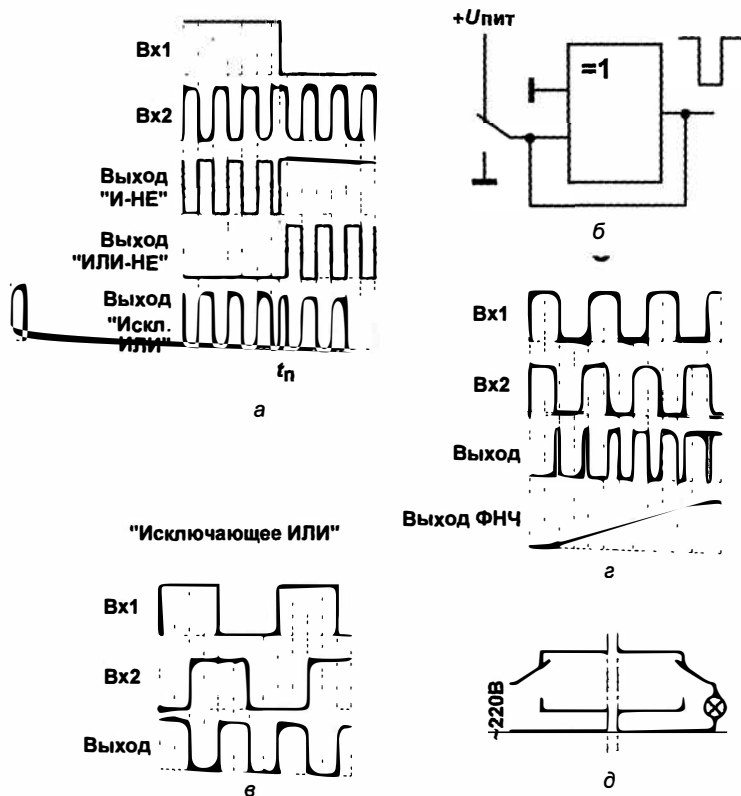 Вх1
Вх2
Выход
"И-НЕ"
Выход
"ИЛИ-НЕ"
Выход
"Искл.
ИЛИ"
tп
а
+Uпит
=1
б
Вх1
Вх2
Выход
Выход ФНЧ
г
"Исключающее ИЛИ"
Вх1
Вх2
Выход
в
~220В
д